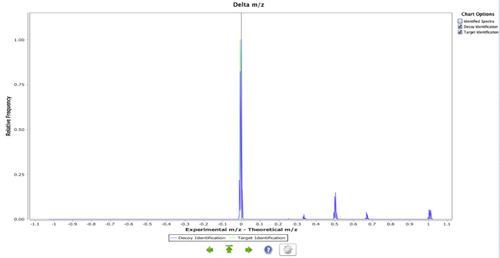 Delta m/z
Chart Options
Identified Spectra
Decoy Identification
Target Identification
Relative Frequency
1.00
0.75
0.50
0.25
0.00
-1.1 -1 -0.9 -0.8 -0.7 -0.6 -0.5 -0.4 -0.3 -0.2 -0.1 0 0.1 0.2 0.3 0.4 0.5 0.6 0.7 0.8 0.9 1 1.1
Experimental m/z - Theoretical m/z
Decoy Identification Target Identification